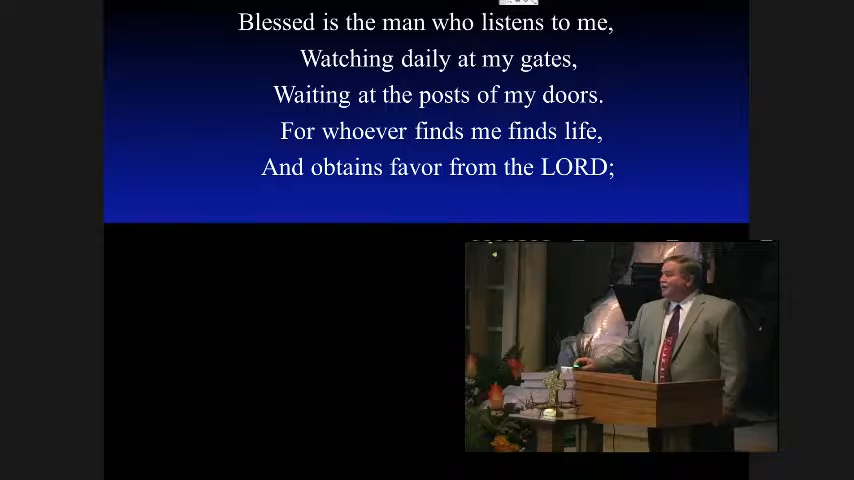 Blessed is the man who listens to me,
Watching daily at my gates,
Waiting at the posts of my doors.
For whoever finds me finds life,
And obtains favor from the LORD;